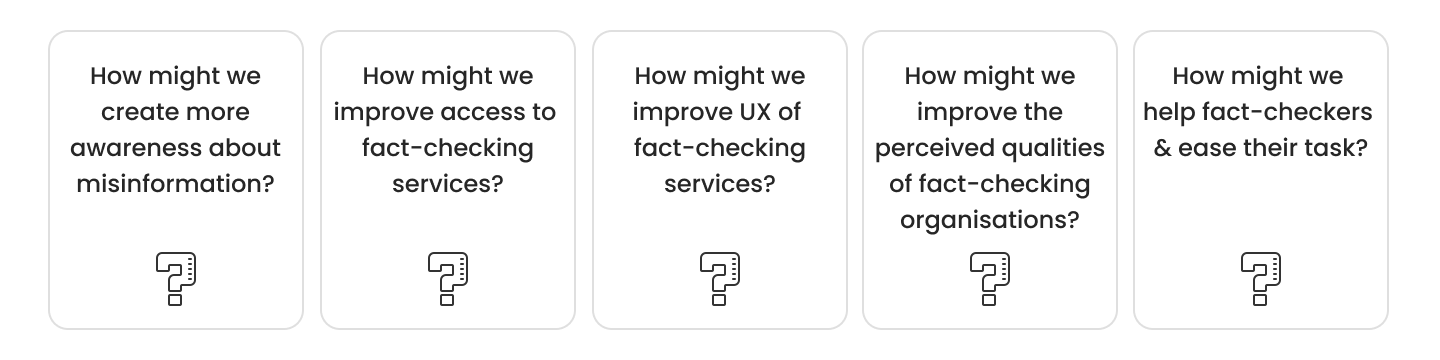 How might we
create more
awareness about
misinformation?
How might we
improve access to
fact-checking
services?
How might we
improve UX of
fact-checking
services?
How might we
improve the
perceived qualities
of fact-checking
organisations?
How might we
help fact-checkers
& ease their task?